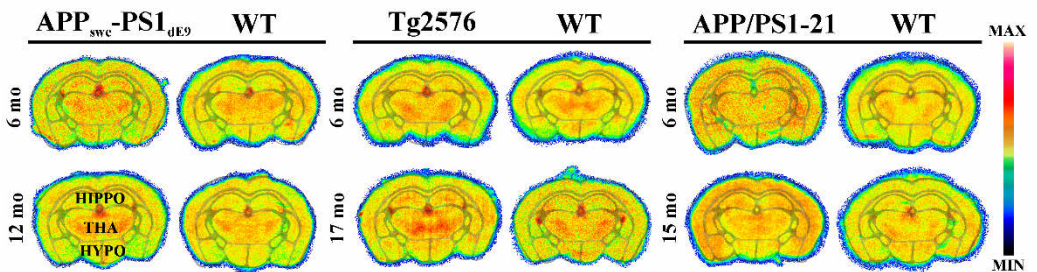 APPswe-PS1dE9 WT Tg2576 WT APP/PS1-21 WT MAX
6 mo 6 mo 6 mo
HIPPO
THA
HYPO
12 mo 17 mo 15 mo
MIN